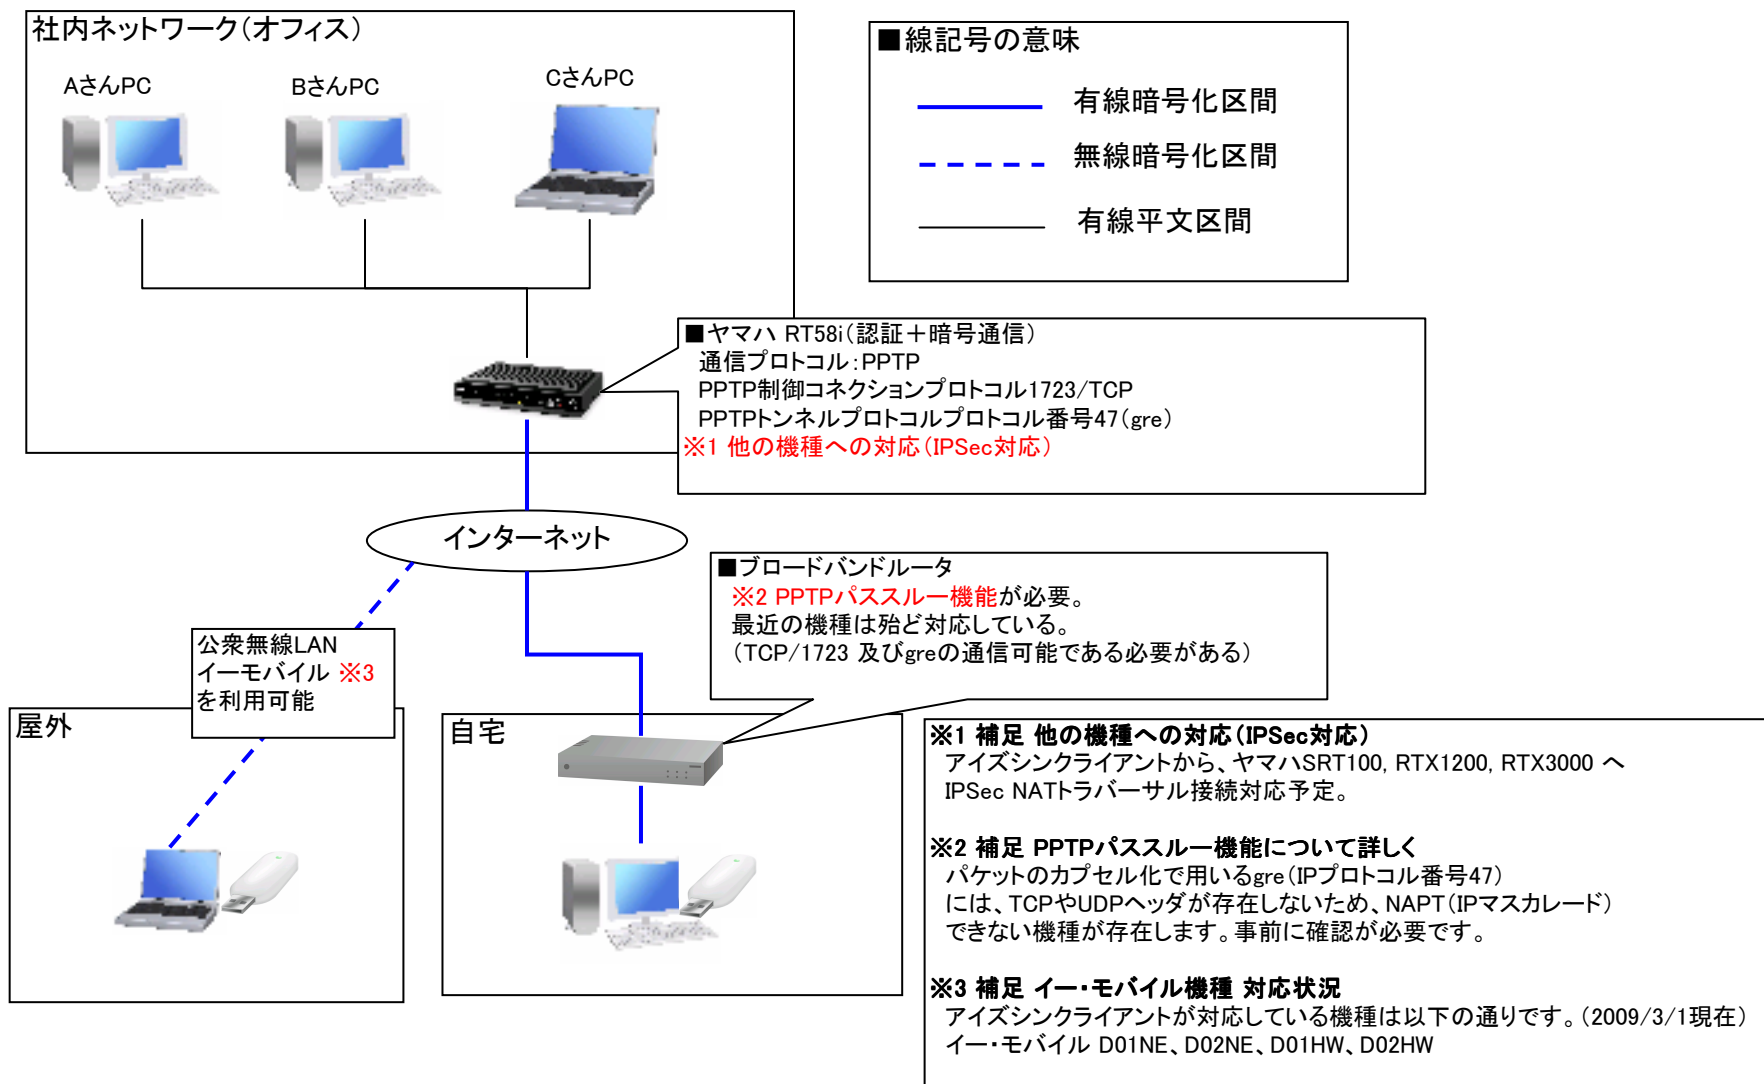 社内ネットワーク(オフィス)
AさんPC
BさんPC
CさんPC
■線記号の意味
有線暗号化区間
無線暗号化区間
有線平文区間
■ヤマハ RT58i(認証+暗号通信)
通信プロトコル:PPTP
PPTP制御コネクションプロトコル1723/TCP
PPTPトンネルプロトコルプロトコル番号47(gre)
※1 他の機種への対応(IPSec対応)
インターネット
■ブロードバンドルータ
※2 PPTPパススルー機能が必要。
最近の機種は殆ど対応している。
(TCP/1723 及びgreの通信可能である必要がある)
公衆無線LAN
イーモバイル ※3
を利用可能
屋外
自宅
※1 補足 他の機種への対応(IPSec対応)
アイズシンクライアントから、ヤマハSRT100, RTX1200, RTX3000 へ
IPSec NATトラバーサル接続対応予定。
※2 補足 PPTPパススルー機能について詳しく
パケットのカプセル化で用いるgre(IPプロトコル番号47)
には、TCPやUDPヘッダが存在しないため、NAPT(IPマスカレード)
できない機種が存在します。事前に確認が必要です。
※3 補足 イー・モバイル機種 対応状況
アイズシンクライアントが対応している機種は以下の通りです。(2009/3/1現在)
イー・モバイル D01NE、D02NE、D01HW、D02HW